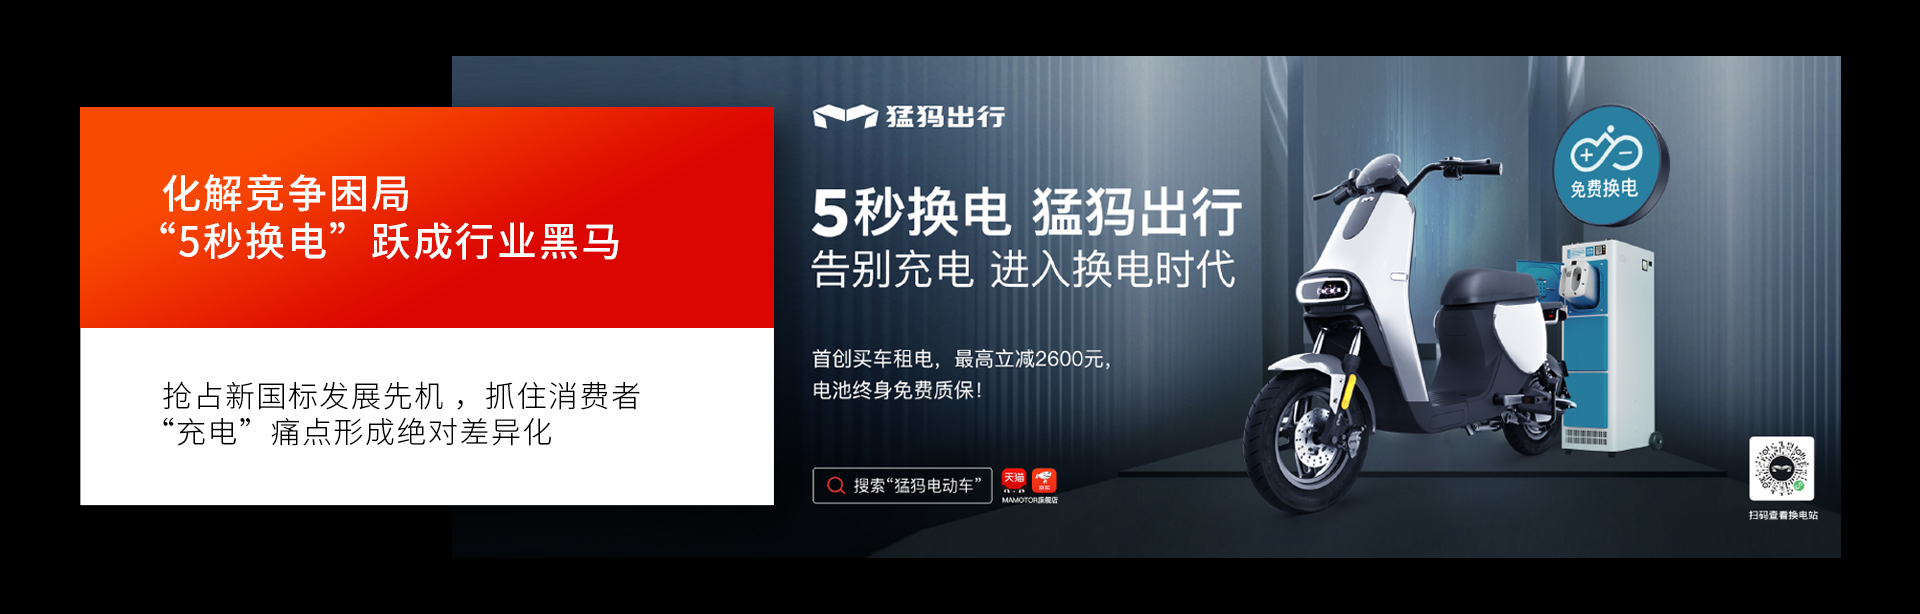 化解竞争困局
“5秒换电”跃成行业黑马
抢占新国标发展先机，抓住消费者
“充电”痛点形成绝对差异化
猛犸出行
5秒换电 猛犸出行
告别充电 进入换电时代
首创买车租电，最高立减2600元，
电池终身免费质保！
搜索“猛犸电动车”
天猫
京东
MAMOTOR旗舰店
免费换电
扫码查看换电站